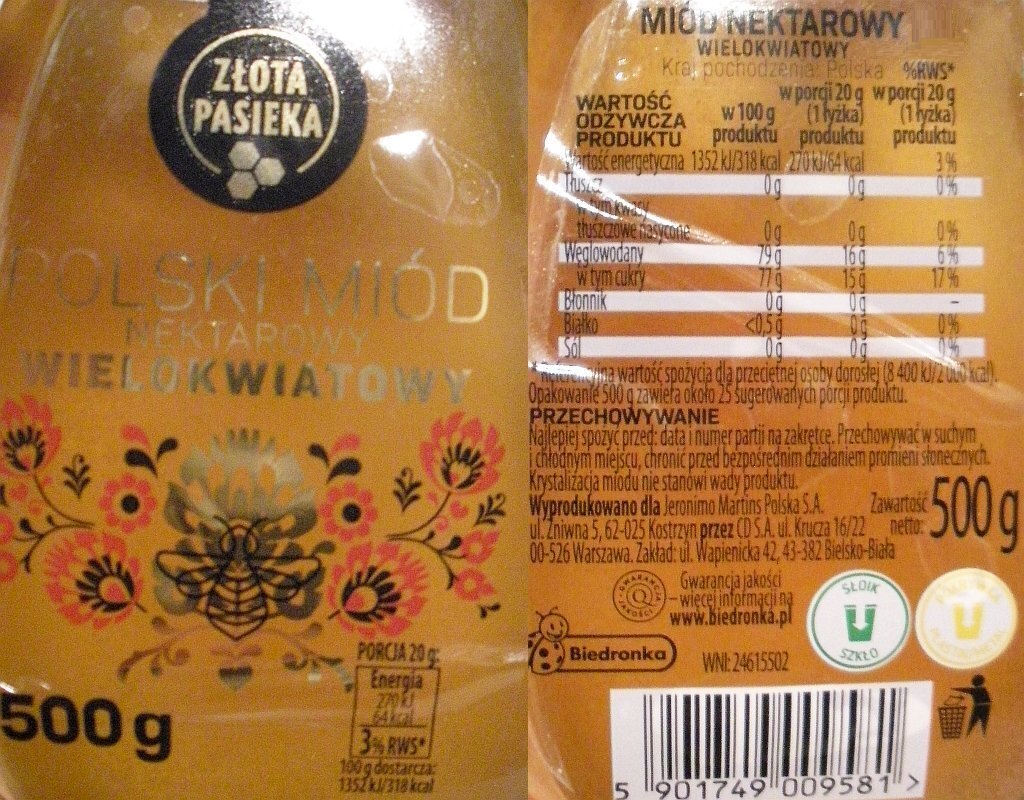 ZŁOTA
PASIEKA
POLSKI MIÓD
NEKTAROWY
WIELOKWIATOWY
500 g
PORCJA 20 g:
Energia
270 kJ
64 kcal
3% RWS*
100 g dostarcza:
1352 kJ/318 kcal
MIÓD NEKTAROWY
WIELOKWIATOWY
Kraj pochodzenia: Polska
WARTOŚĆ ODŻYWCZA PRODUKTU w 100 g produktu w porcji 20 g (1 łyżka) produktu %RWS* w porcji 20 g (1 łyżka) produktu
Wartość energetyczna 1352 kJ/318 kcal 270 kJ/64 kcal 3 %
Tłuszcz 0 g 0 g 0 %
w tym kwasy
tłuszczowe nasycone 0 g 0 g 0 %
Węglowodany 79 g 16 g 6 %
w tym cukry 77 g 15 g 17 %
Błonnik 0 g 0 g –
Białko <0,5 g 0 g 0 %
Sól 0 g 0 g 0 %
* Referencyjna wartość spożycia dla przeciętnej osoby dorosłej (8 400 kJ/2 000 kcal).
Opakowanie 500 g zawiera około 25 sugerowanych porcji produktu.
PRZECHOWYWANIE
Najlepiej spożyć przed: data i numer partii na zakrętce. Przechowywać w suchym
i chłodnym miejscu, chronić przed bezpośrednim działaniem promieni słonecznych.
Krystalizacja miodu nie stanowi wady produktu.
Wyprodukowano dla Jeronimo Martins Polska S.A.
ul. Żniwna 5, 62-025 Kostrzyn przez CD S.A. ul. Krucza 16/22
00-526 Warszawa. Zakład: ul. Wapienicka 42, 43-382 Bielsko-Biała
Zawartość
netto: 500 g
GWARANCJA JAKOŚCI
Gwarancja jakości
– więcej informacji na
www.biedronka.pl
Biedronka
WNI: 24615502
SŁOIK
SZKŁO
5 901749 009581 >